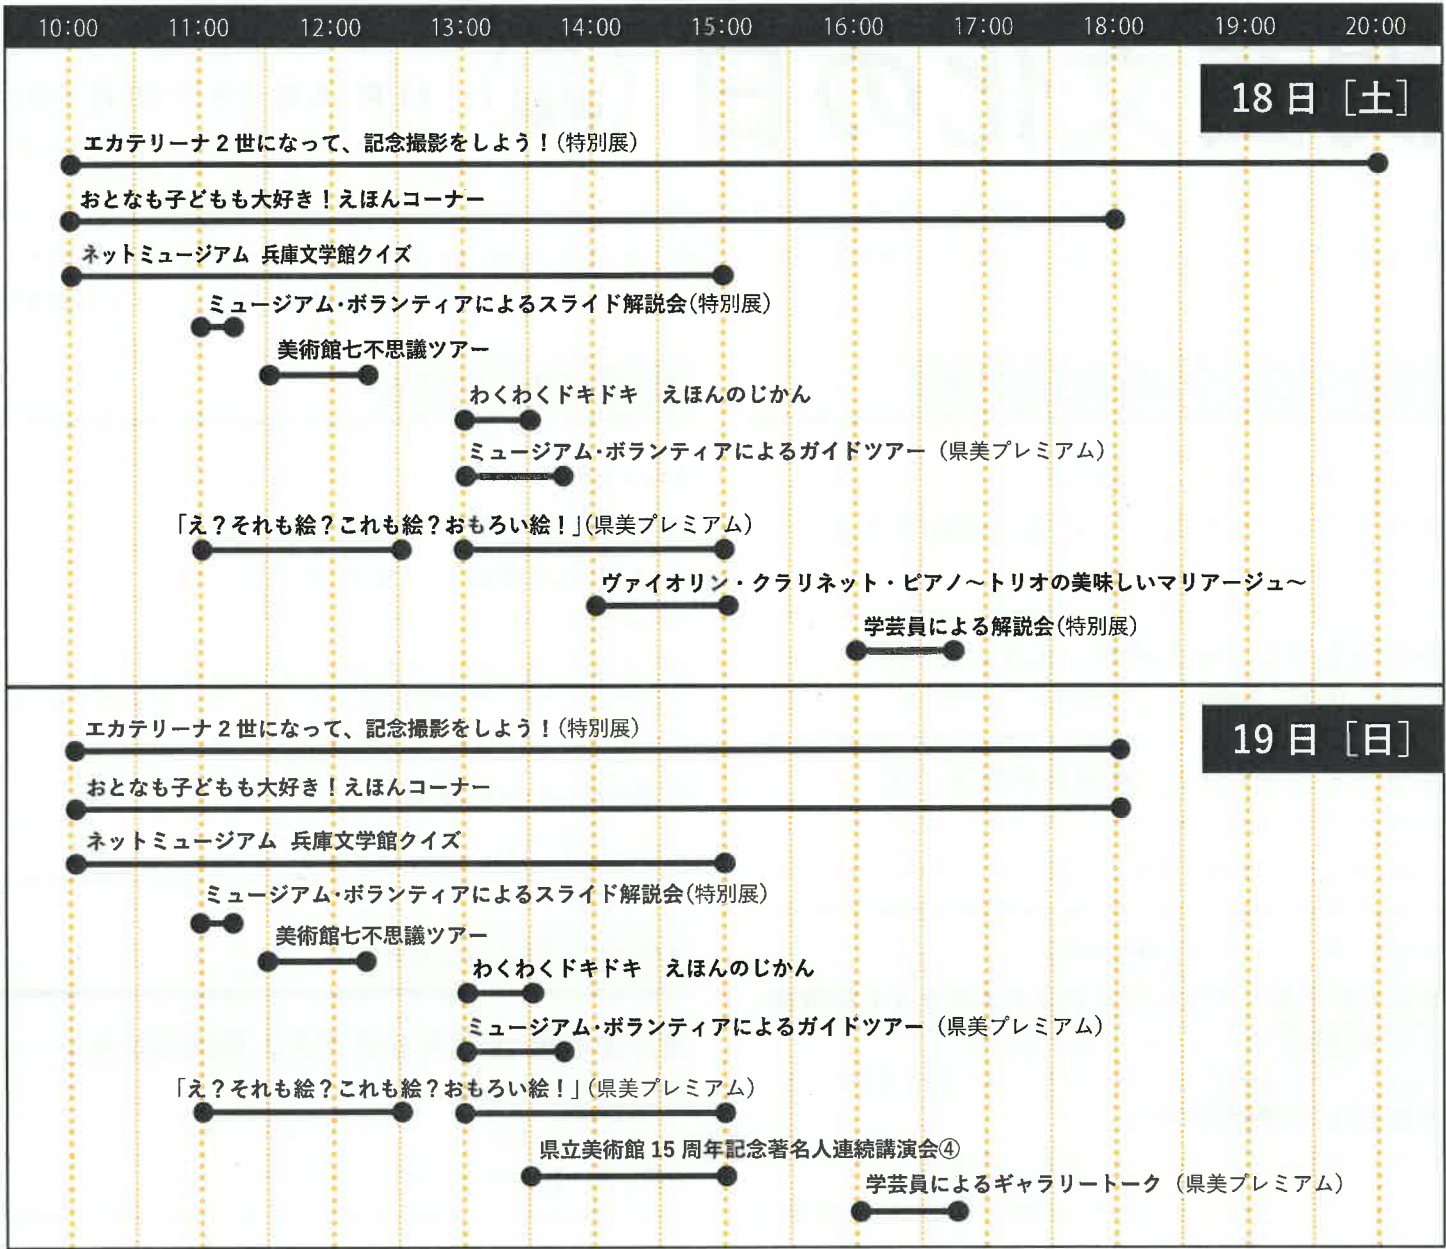 10:00 11:00 12:00 13:00 14:00 15:00 16:00 17:00 18:00 19:00 20:00
18日［土］
エカテリーナ2世になって、記念撮影をしよう！(特別展)
おとなも子どもも大好き！えほんコーナー
ネットミュージアム 兵庫文学館クイズ
ミュージアム･ボランティアによるスライド解説会(特別展)
美術館七不思議ツアー
わくわくドキドキ　えほんのじかん
ミュージアム･ボランティアによるガイドツアー（県美プレミアム）
「え？それも絵？これも絵？おもろい絵！」(県美プレミアム)
ヴァイオリン・クラリネット・ピアノ～トリオの美味しいマリアージュ～
学芸員による解説会(特別展)
19日［日］
エカテリーナ2世になって、記念撮影をしよう！(特別展)
おとなも子どもも大好き！えほんコーナー
ネットミュージアム 兵庫文学館クイズ
ミュージアム･ボランティアによるスライド解説会(特別展)
美術館七不思議ツアー
わくわくドキドキ　えほんのじかん
ミュージアム･ボランティアによるガイドツアー（県美プレミアム）
「え？それも絵？これも絵？おもろい絵！」(県美プレミアム)
県立美術館15周年記念著名人連続講演会④
学芸員によるギャラリートーク（県美プレミアム）